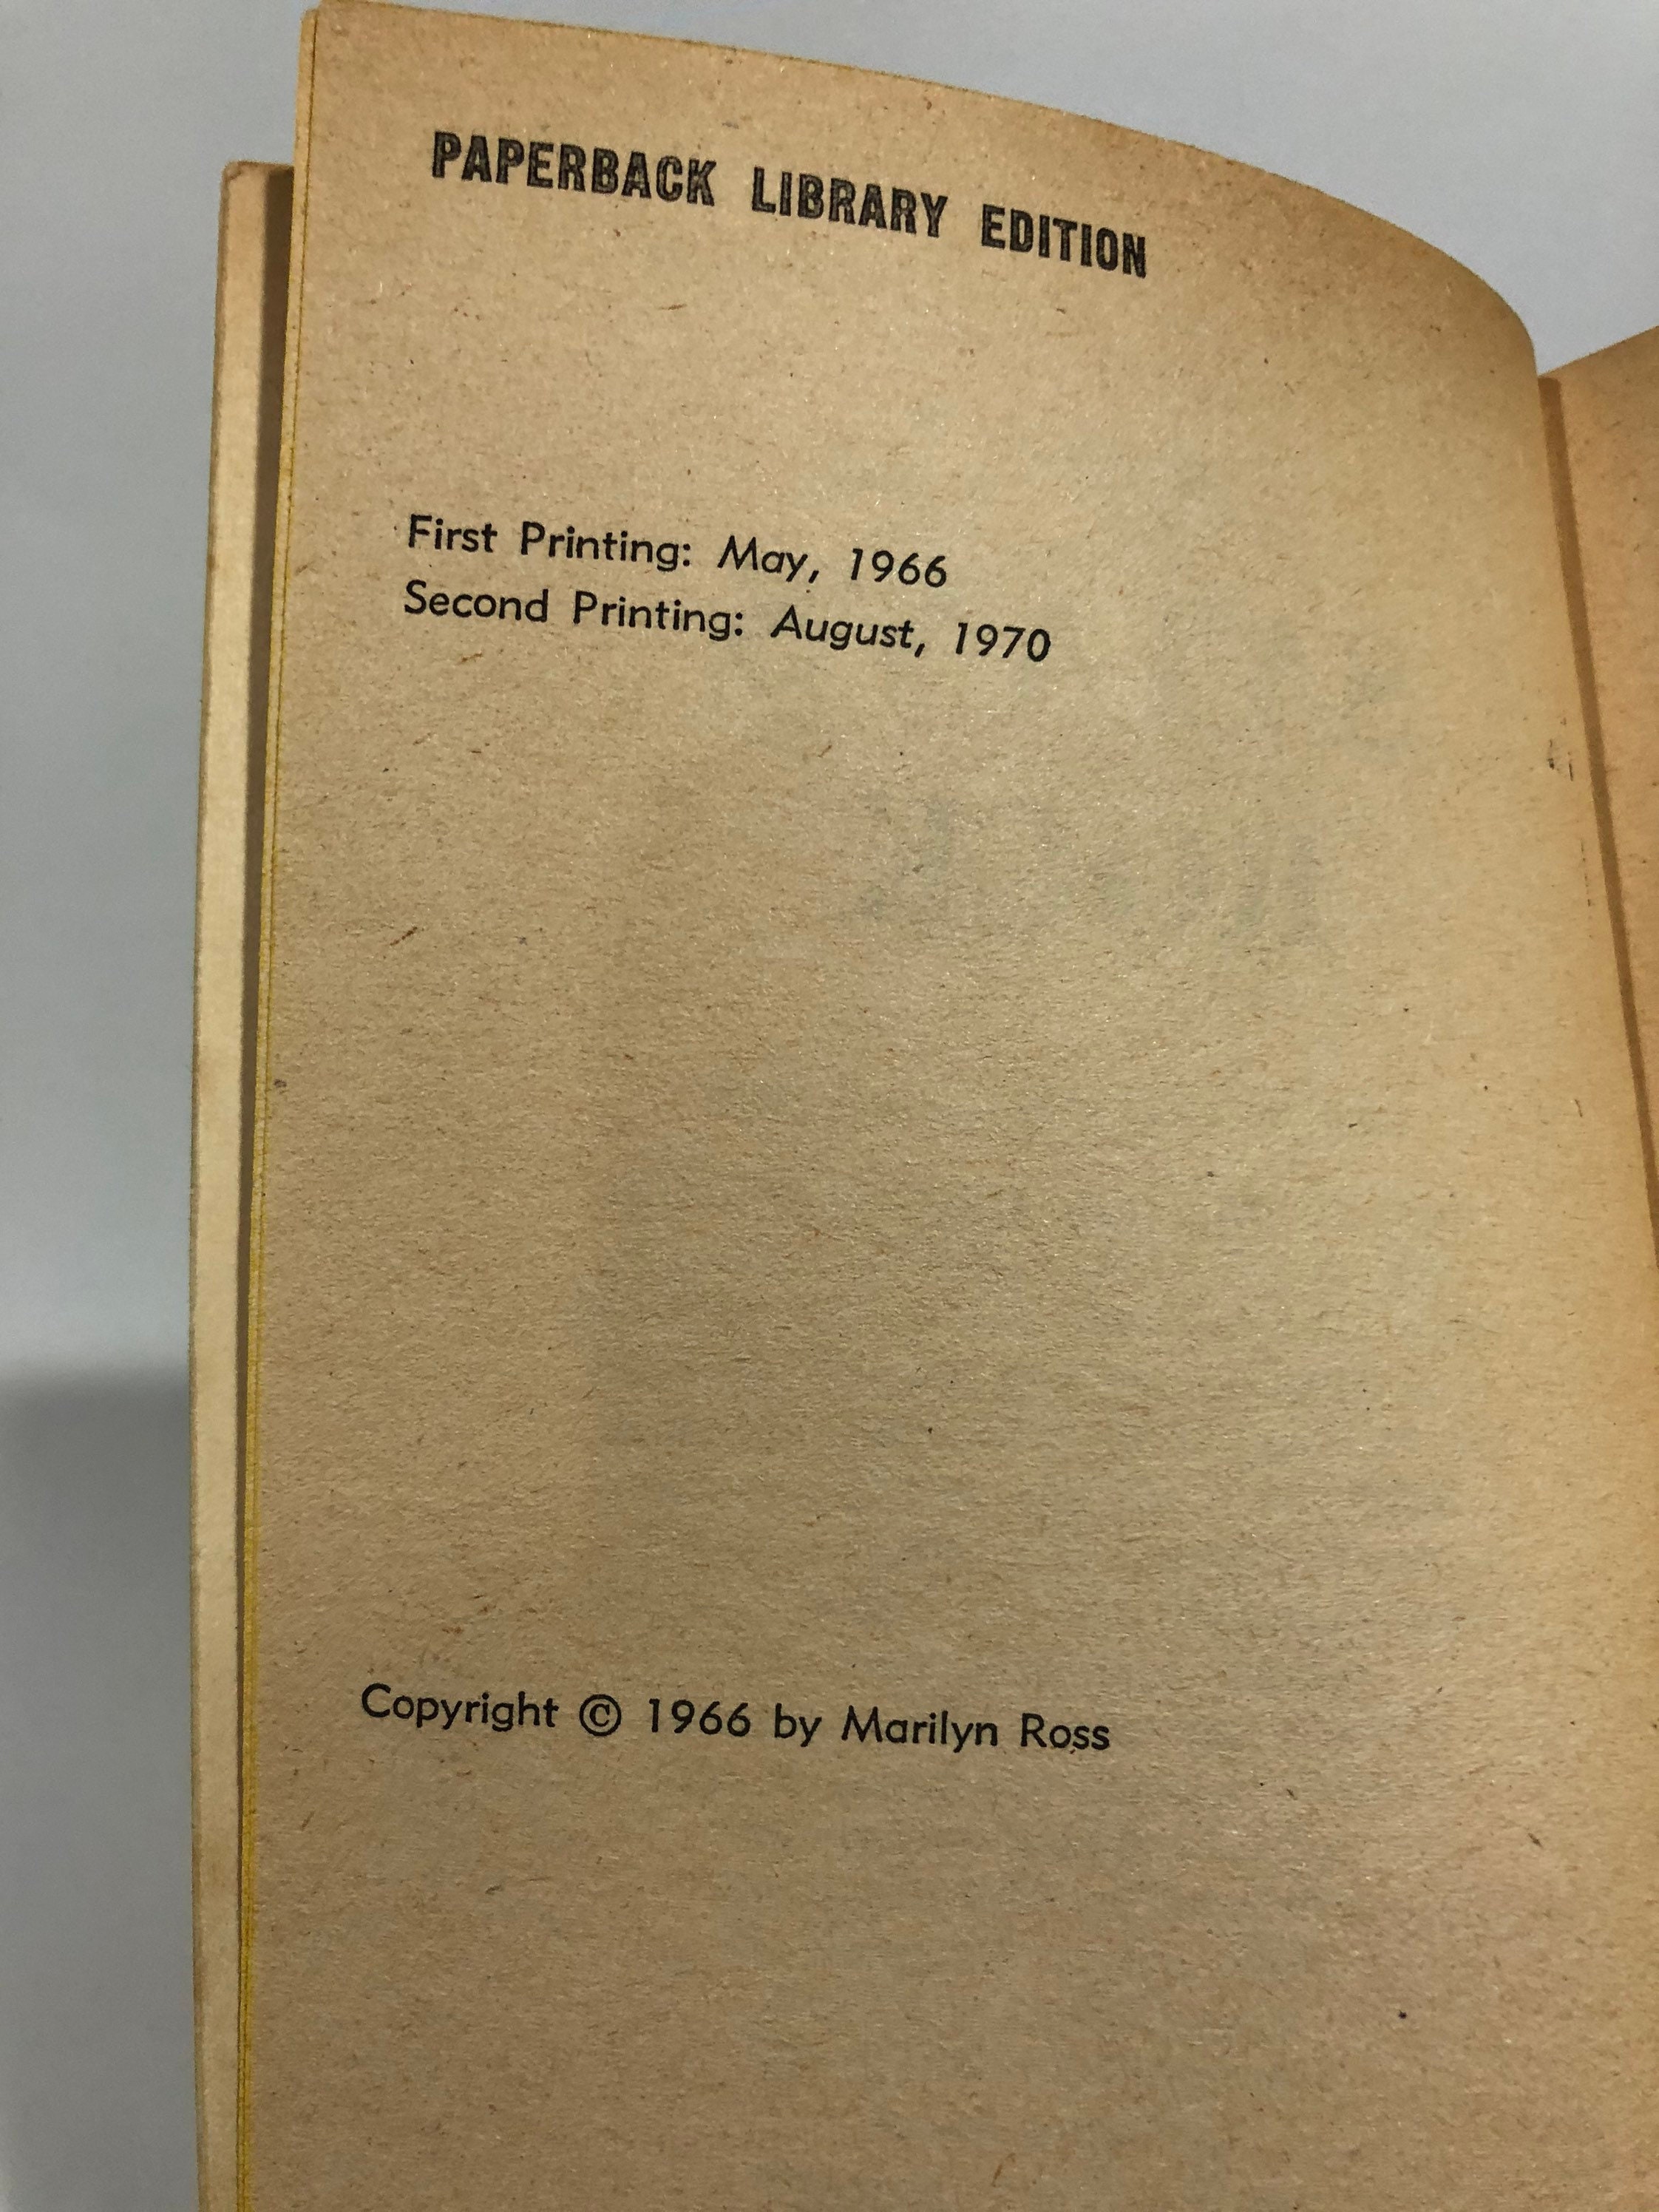 PAPERBACK LIBRARY EDITION
First Printing: May, 1966
Second Printing: August, 1970
Copyright © 1966 by Marilyn Ross